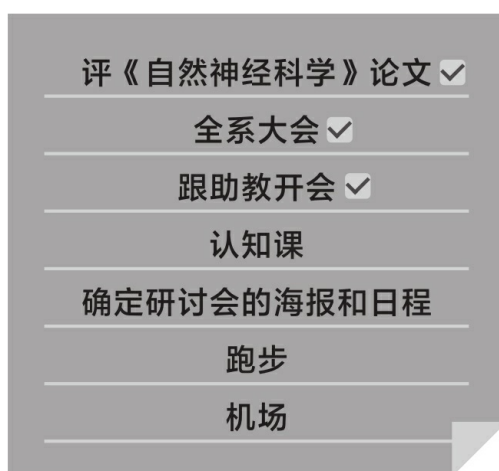 评《自然神经科学》论文 ✓
全系大会 ✓
跟助教开会 ✓
认知课
确定研讨会的海报和日程
跑步
机场